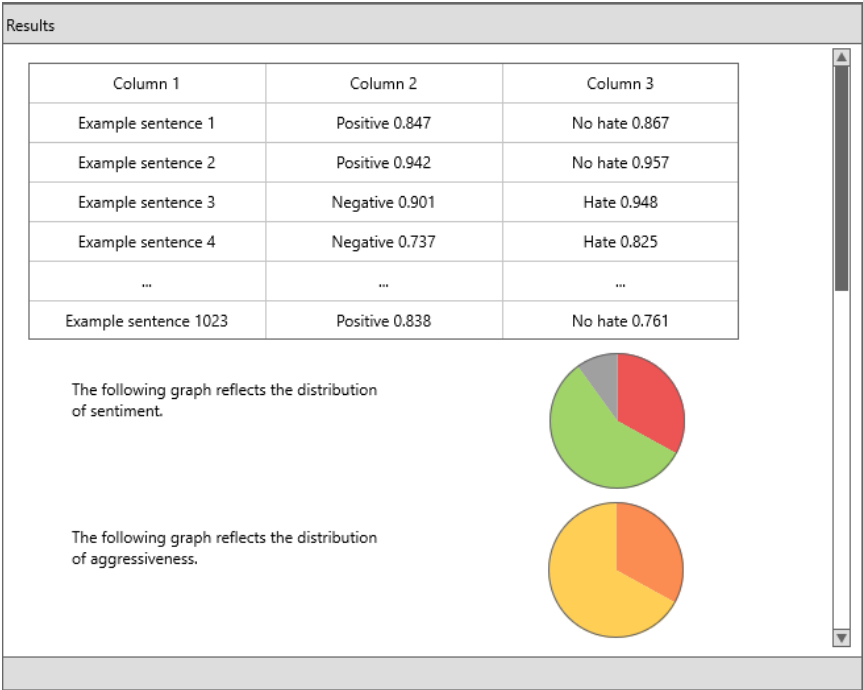 Results
Column 1 Column 2 Column 3
Example sentence 1 Positive 0.847 No hate 0.867
Example sentence 2 Positive 0.942 No hate 0.957
Example sentence 3 Negative 0.901 Hate 0.948
Example sentence 4 Negative 0.737 Hate 0.825
... ... ...
Example sentence 1023 Positive 0.838 No hate 0.761
The following graph reflects the distribution
of sentiment.
The following graph reflects the distribution
of aggressiveness.